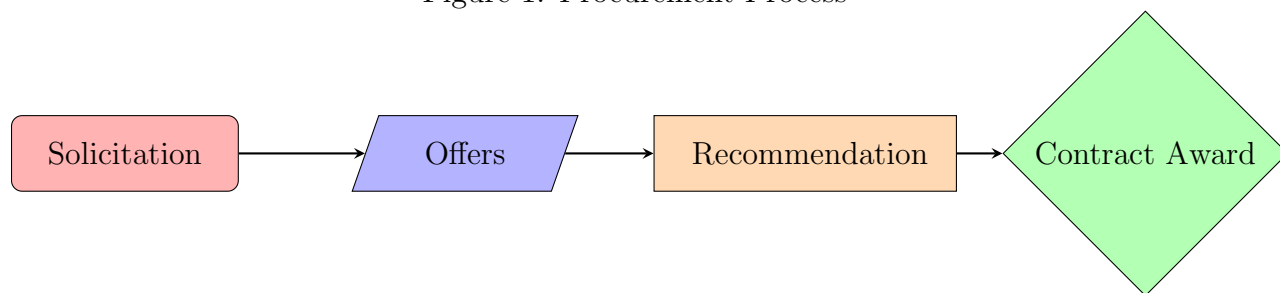 Figure 1: Procurement Process
Solicitation
Offers
Recommendation
Contract Award